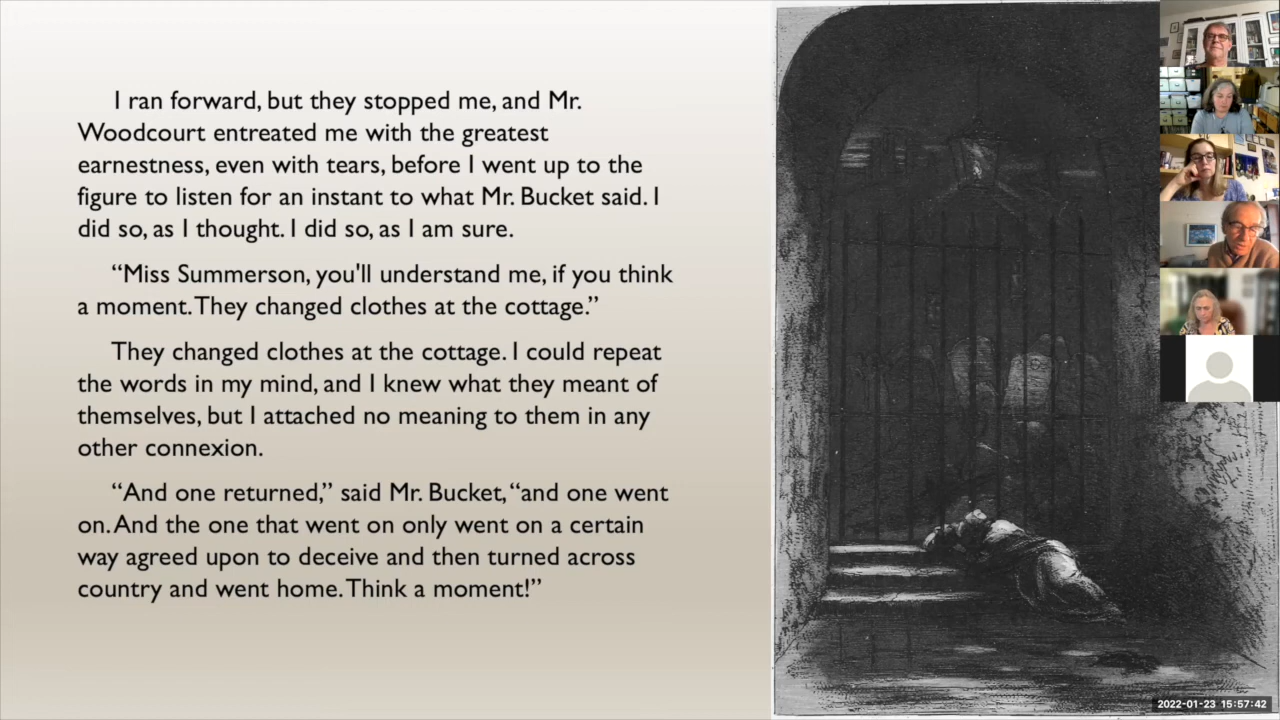 I ran forward, but they stopped me, and Mr.
Woodcourt entreated me with the greatest
earnestness, even with tears, before I went up to the
figure to listen for an instant to what Mr. Bucket said. I
did so, as I thought. I did so, as I am sure.
“Miss Summerson, you'll understand me, if you think
a moment. They changed clothes at the cottage.”
They changed clothes at the cottage. I could repeat
the words in my mind, and I knew what they meant of
themselves, but I attached no meaning to them in any
other connexion.
“And one returned,” said Mr. Bucket, “and one went
on. And the one that went on only went on a certain
way agreed upon to deceive and then turned across
country and went home. Think a moment!”
2022-01-23 15:57:42